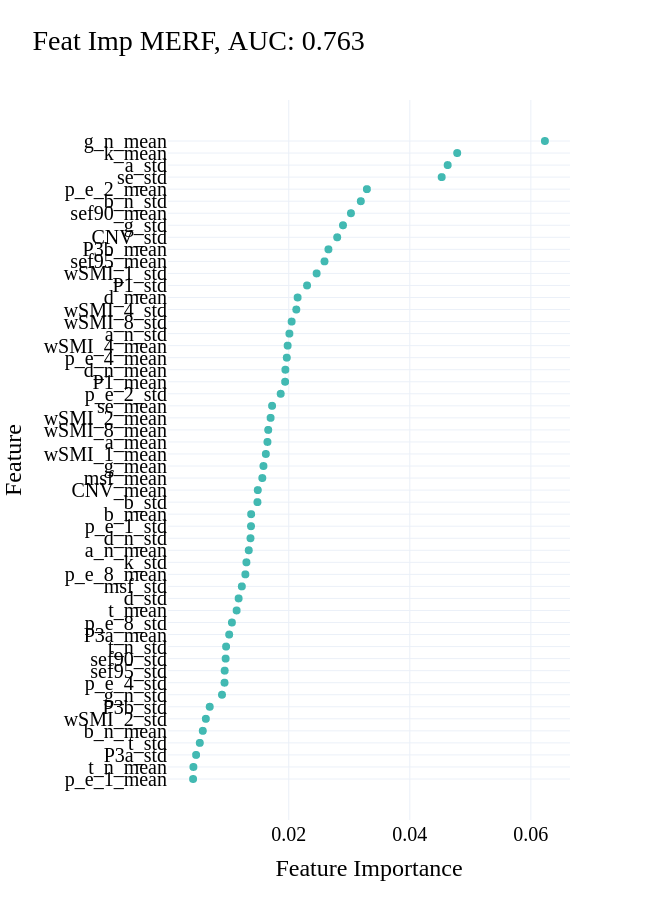 Feat Imp MERF, AUC: 0.763
g_n_mean
k_mean
a_std
se_std
p_e_2_mean
b_n_std
sef90_mean
g_std
CNV_std
P3b_mean
sef95_mean
wSMI_1_std
P1_std
d_mean
wSMI_4_std
wSMI_8_std
a_n_std
wSMI_4_mean
p_e_4_mean
d_n_mean
P1_mean
p_e_2_std
se_mean
wSMI_2_mean
wSMI_8_mean
a_mean
wSMI_1_mean
g_mean
msf_mean
CNV_mean
b_std
b_mean
p_e_1_std
d_n_std
a_n_mean
k_std
p_e_8_mean
msf_std
d_std
t_mean
p_e_8_std
P3a_mean
t_n_std
sef90_std
sef95_std
p_e_4_std
g_n_std
P3b_std
wSMI_2_std
b_n_mean
t_std
P3a_std
t_n_mean
p_e_1_mean
Feature
0.02 0.04 0.06
Feature Importance